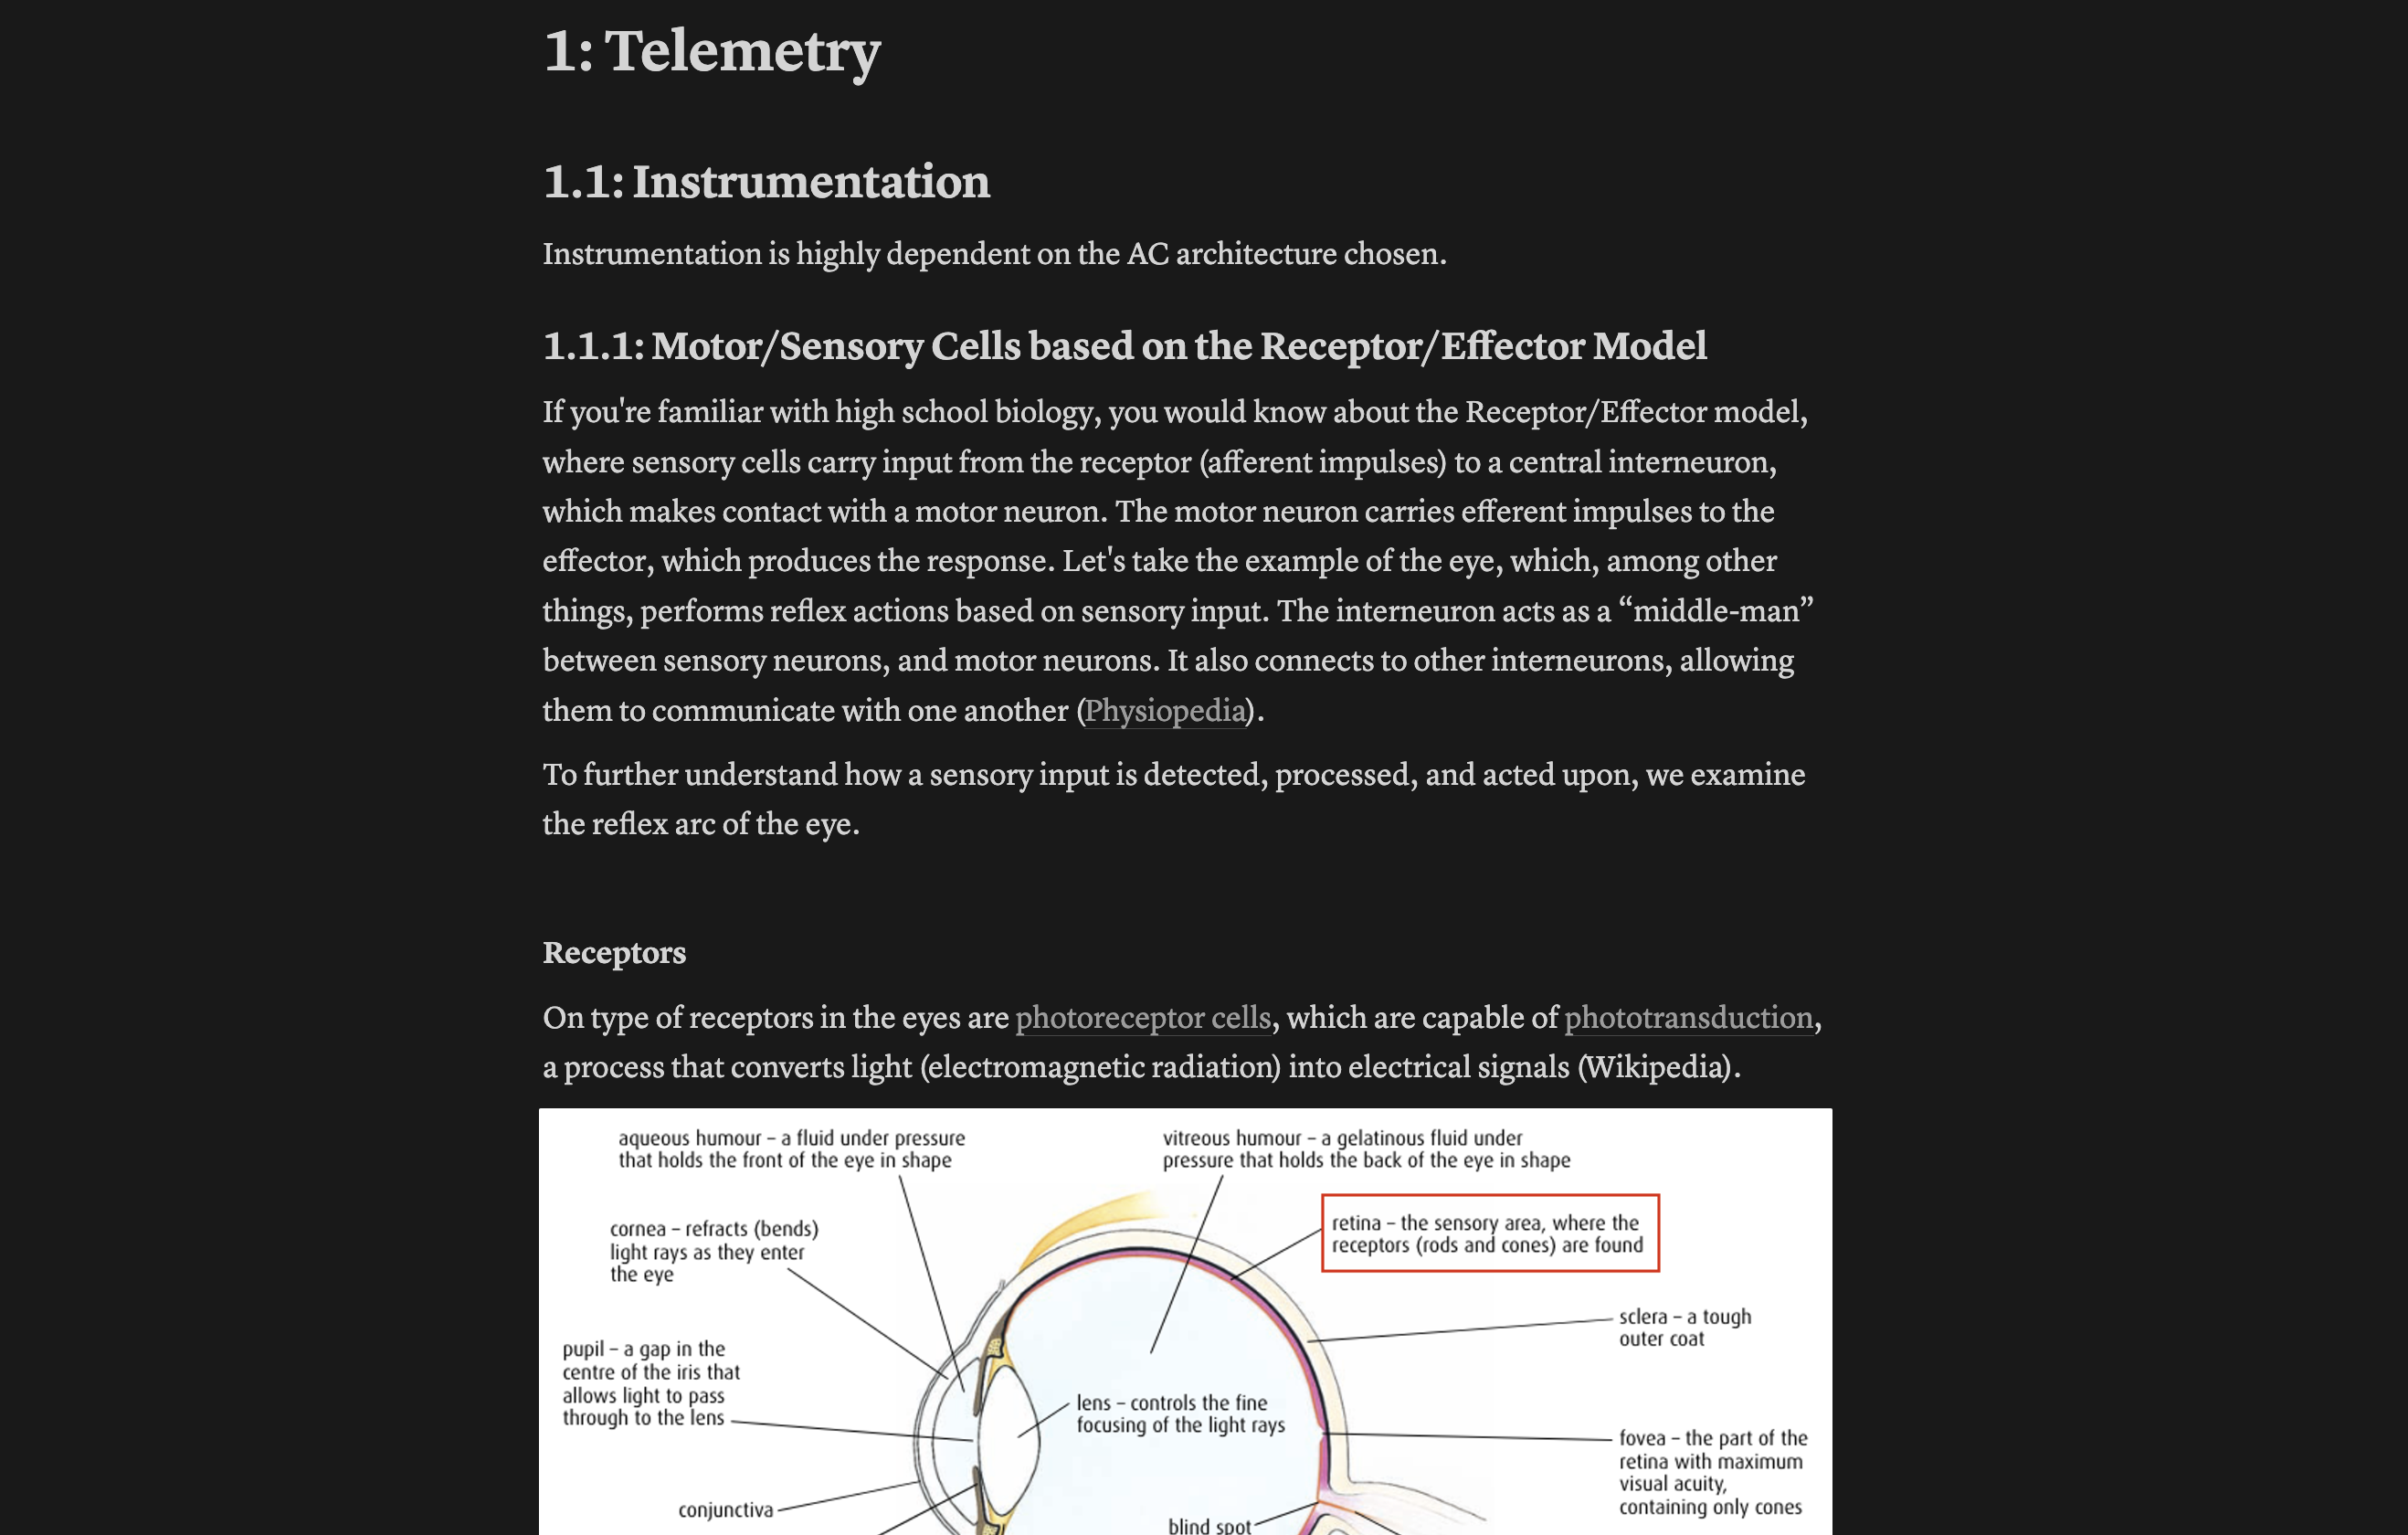 1: Telemetry
1.1: Instrumentation
Instrumentation is highly dependent on the AC architecture chosen.
1.1.1: Motor/Sensory Cells based on the Receptor/Effector Model
If you're familiar with high school biology, you would know about the Receptor/Effector model,
where sensory cells carry input from the receptor (afferent impulses) to a central interneuron,
which makes contact with a motor neuron. The motor neuron carries efferent impulses to the
effector, which produces the response. Let's take the example of the eye, which, among other
things, performs reflex actions based on sensory input. The interneuron acts as a “middle-man”
between sensory neurons, and motor neurons. It also connects to other interneurons, allowing
them to communicate with one another (Physiopedia).
To further understand how a sensory input is detected, processed, and acted upon, we examine
the reflex arc of the eye.
Receptors
On type of receptors in the eyes are photoreceptor cells, which are capable of phototransduction,
a process that converts light (electromagnetic radiation) into electrical signals (Wikipedia).
aqueous humour – a fluid under pressure
that holds the front of the eye in shape
vitreous humour – a gelatinous fluid under
pressure that holds the back of the eye in shape
cornea – refracts (bends)
light rays as they enter
the eye
retina – the sensory area, where the
receptors (rods and cones) are found
sclera – a tough
outer coat
pupil – a gap in the
centre of the iris that
allows light to pass
through to the lens
lens – controls the fine
focusing of the light rays
fovea – the part of the
retina with maximum
visual acuity,
containing only cones
conjunctiva
blind spot